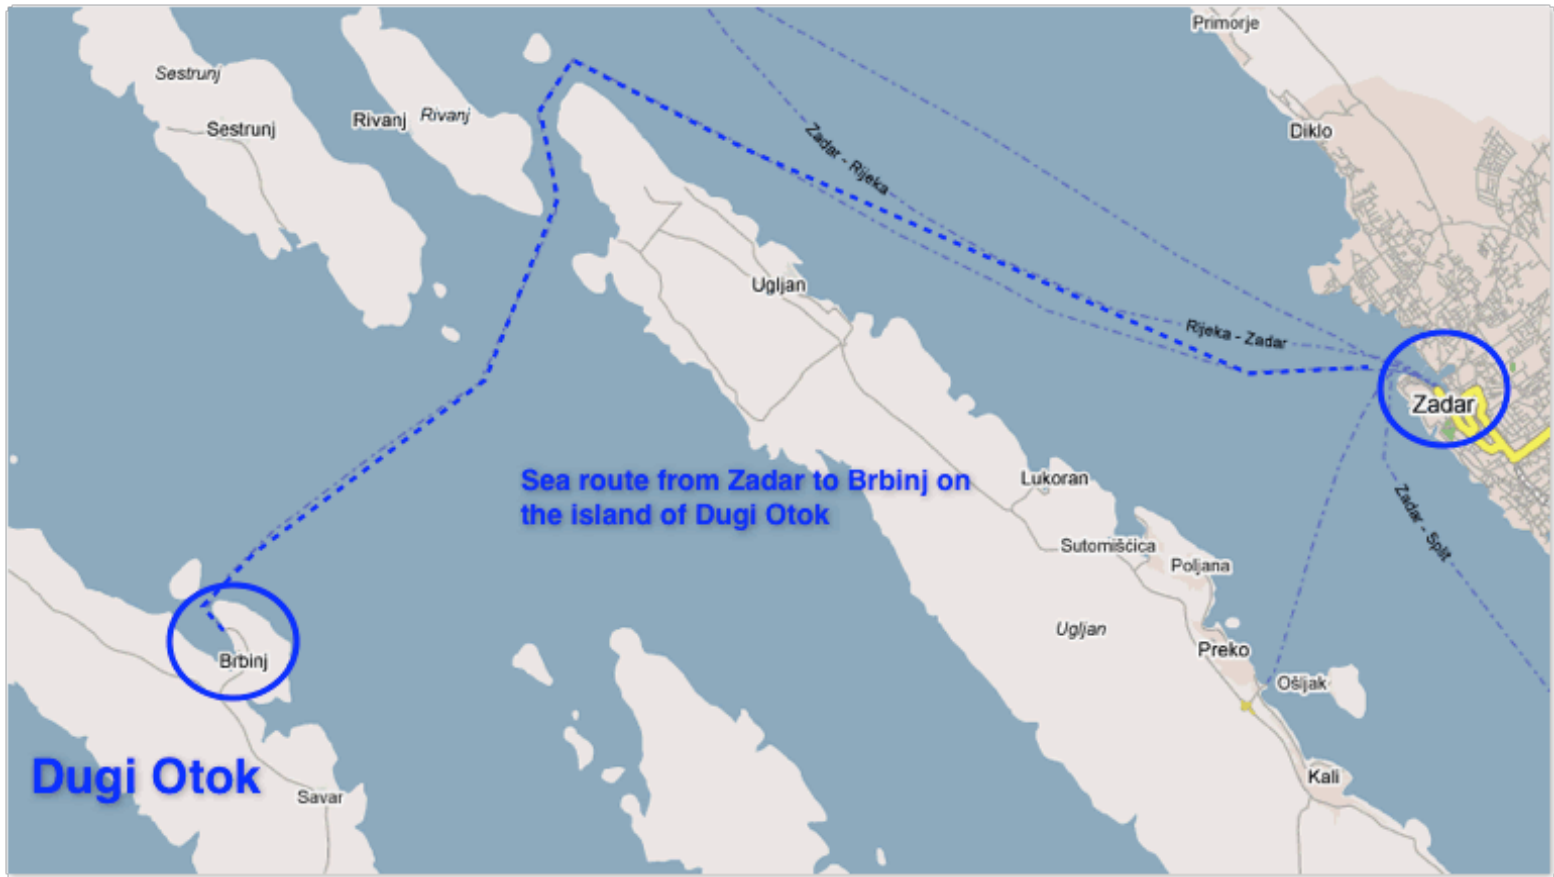 Primorje
Sestrunj
Rivanj
Rivanj
Sestrunj
Diklo
Zadar - Rijeka
Ugljan
Rijeka - Zadar
Zadar
Sea route from Zadar to Brbinj on
the island of Dugi Otok
Lukoran
Zadar - Split
Sutomišćica
Poljana
Ugljan
Preko
Brbinj
Ošljak
Dugi Otok
Kali
Savar